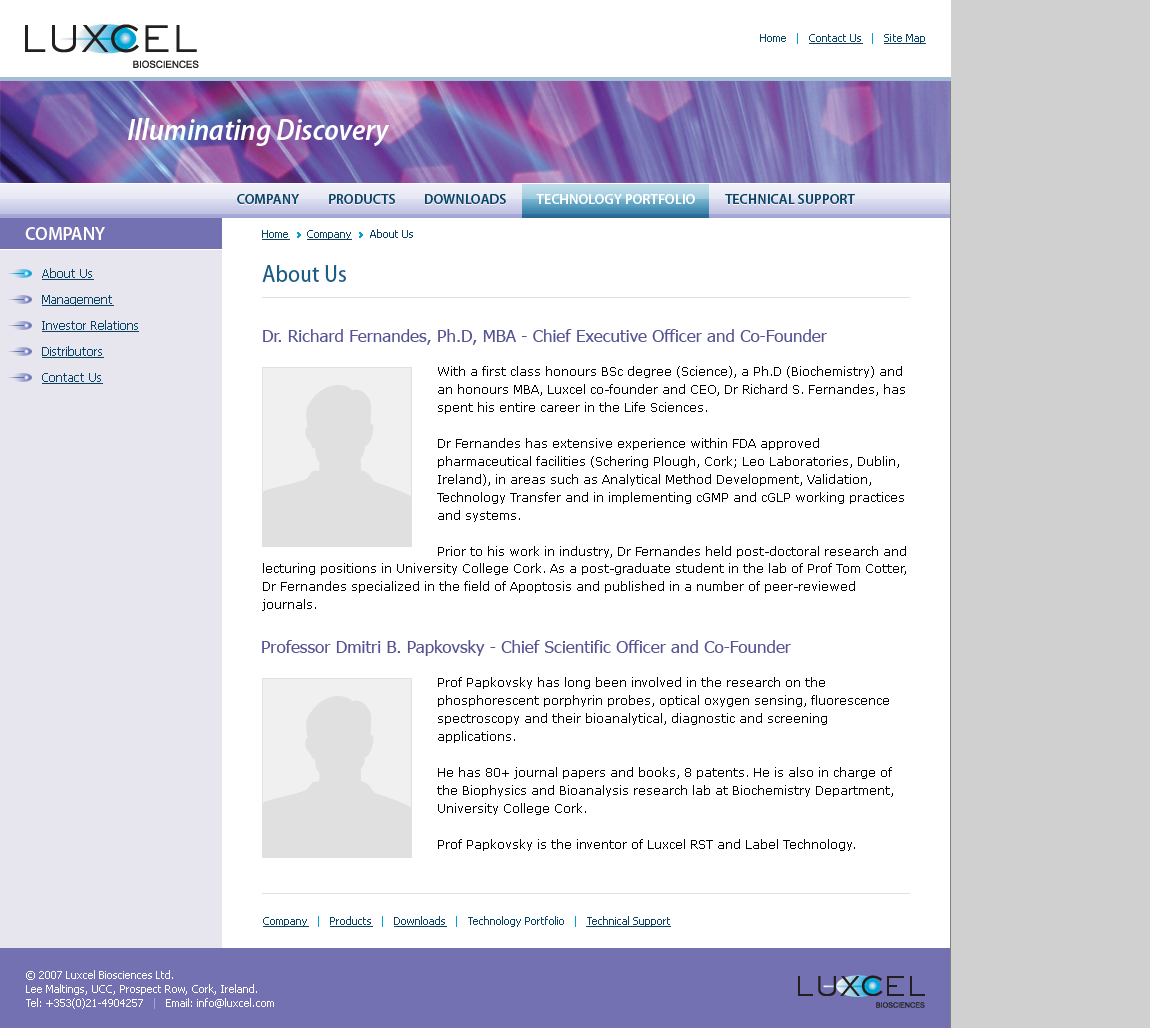 LUXCEL
BIOSCIENCES
Home | Contact Us | Site Map
Illuminating Discovery
COMPANY PRODUCTS DOWNLOADS TECHNOLOGY PORTFOLIO TECHNICAL SUPPORT
COMPANY
About Us
Management
Investor Relations
Distributors
Contact Us
Home Company About Us
About Us
Dr. Richard Fernandes, Ph.D, MBA - Chief Executive Officer and Co-Founder
With a first class honours BSc degree (Science), a Ph.D (Biochemistry) and
an honours MBA, Luxcel co-founder and CEO, Dr Richard S. Fernandes, has
spent his entire career in the Life Sciences.
Dr Fernandes has extensive experience within FDA approved
pharmaceutical facilities (Schering Plough, Cork; Leo Laboratories, Dublin,
Ireland), in areas such as Analytical Method Development, Validation,
Technology Transfer and in implementing cGMP and cGLP working practices
and systems.
Prior to his work in industry, Dr Fernandes held post-doctoral research and
lecturing positions in University College Cork. As a post-graduate student in the lab of Prof Tom Cotter,
Dr Fernandes specialized in the field of Apoptosis and published in a number of peer-reviewed
journals.
Professor Dmitri B. Papkovsky - Chief Scientific Officer and Co-Founder
Prof Papkovsky has long been involved in the research on the
phosphorescent porphyrin probes, optical oxygen sensing, fluorescence
spectroscopy and their bioanalytical, diagnostic and screening
applications.
He has 80+ journal papers and books, 8 patents. He is also in charge of
the Biophysics and Bioanalysis research lab at Biochemistry Department,
University College Cork.
Prof Papkovsky is the inventor of Luxcel RST and Label Technology.
Company | Products | Downloads | Technology Portfolio | Technical Support
© 2007 Luxcel Biosciences Ltd.
Lee Maltings, UCC, Prospect Row, Cork, Ireland.
Tel: +353(0)21-4904257 | Email: info@luxcel.com
LUXCEL
BIOSCIENCES